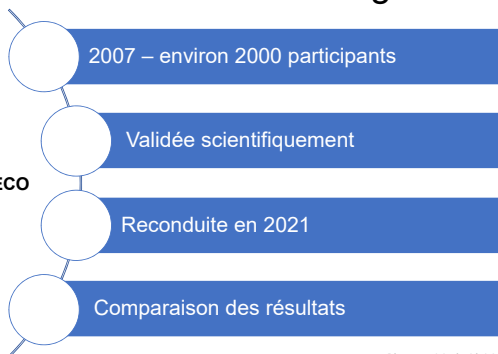 2007 – environ 2000 participants
Validée scientifiquement
ECO
Reconduite en 2021
Comparaison des résultats